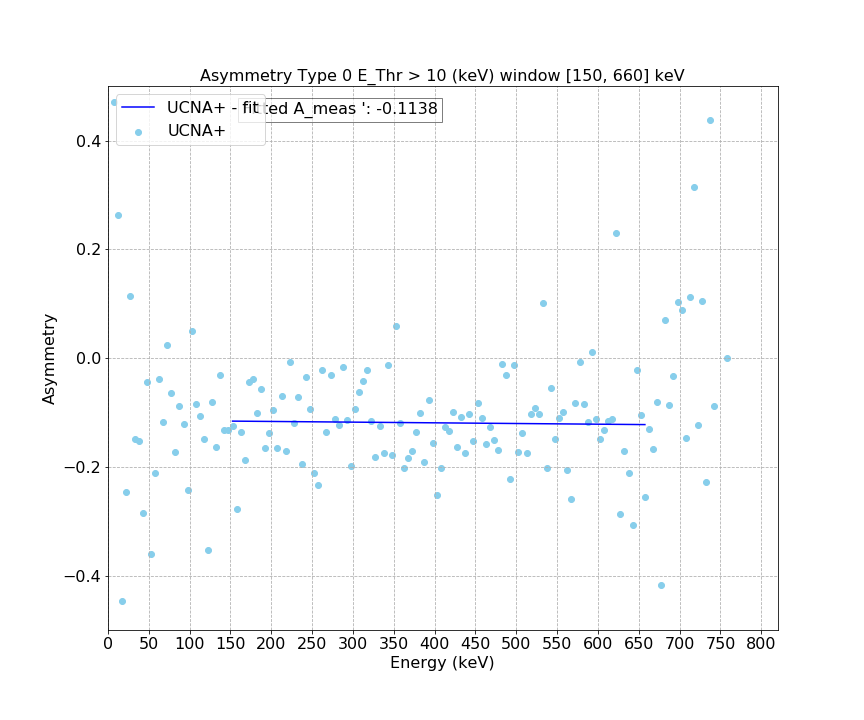 Asymmetry Type 0 E_Thr > 10 (keV) window [150, 660] keV
UCNA+ - fit
tted A_meas ': -0.1138
UCNA+
Asymmetry
0.4
0.2
0.0
−0.2
−0.4
0 50 100 150 200 250 300 350 400 450 500 550 600 650 700 750 800
Energy (keV)